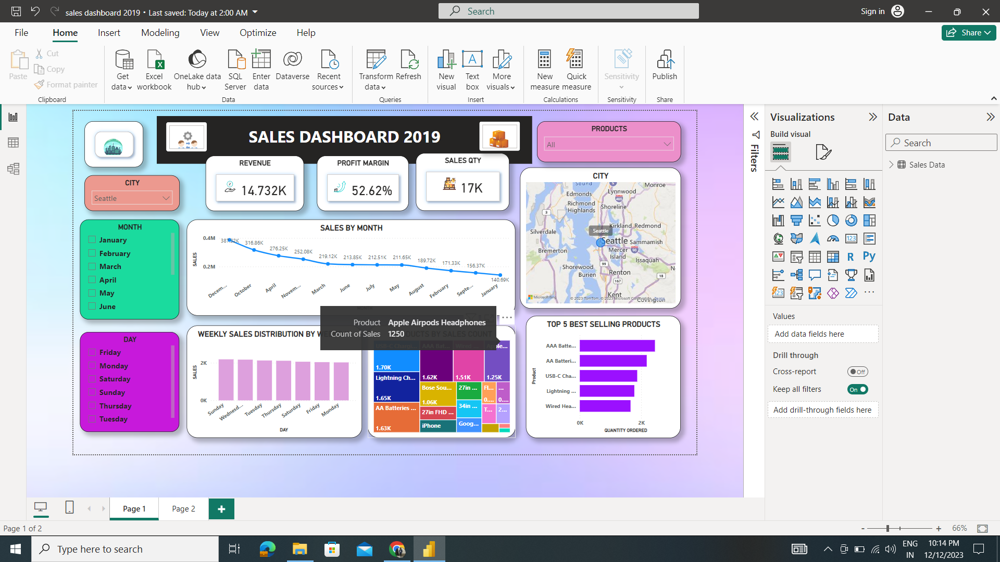 sales dashboard 2019 • Last saved: Today at 2:00 AM
Search
Sign in
File
Home
Insert
Modeling
View
Optimize
Help
Share
Paste
Cut
Copy
Format painter
Clipboard
Get data
Excel workbook
OneLake data hub
SQL Server
Enter data
Dataverse
Recent sources
Data
Transform data
Refresh
Queries
New visual
Text box
More visuals
Insert
New measure
Quick measure
Calculations
Sensitivity
Sensitivity
Publish
Share
SALES DASHBOARD 2019
PRODUCTS
All
REVENUE
14.732K
PROFIT MARGIN
52.62%
SALES QTY
17K
CITY
Seattle
MONTH
January
February
March
April
May
June
DAY
Friday
Monday
Saturday
Sunday
Thursday
Tuesday
SALES BY MONTH
SALES
0.4M
0.2M
387.32K
316.86K
276.25K
252.08K
219.12K
213.85K
212.51K
211.65K
189.72K
171.33K
156.37K
140.69K
Decem...
October
April
Novem...
March
June
July
May
August
February
Septe...
January
CITY
Sound
Monroe
Edmonds
Lynnwood
405
Richmond Highlands
Shoreline
3
Silverdale
Kirkland
Redmond
Seattle
Seattle
Sammamish
Bremerton
Mercer Island
90
Issaquah
99
Shorewood
Burien
Renton
18
167
Kent
Covington
Microsoft Bing
© 2023 TomTom, © 2023 Microsoft Corporation Terms
Product Apple Airpods Headphones
Count of Sales 1250
WEEKLY SALES DISTRIBUTION BY WE
SALES
2K
0K
Sunday
Wednesd...
Tuesday
Thursday
Saturday
Friday
Monday
DAY
PRODUCTS BY SALES COUNT
USB-C Charg...
1.70K
Lightning Ch...
1.65K
AA Batteries ...
1.63K
AAA Bat...
1.62K
Wired ...
1.51K
Apple...
1.25K
Bose Sou...
1.06K
27in FHD ...
iPhone
27in ...
34in ...
Goog...
Fl...
0....
...
0....
T...
2...
TOP 5 BEST SELLING PRODUCTS
Product
AAA Batte...
AA Batteri...
USB-C Cha...
Lightning ...
Wired Hea...
0K
2K
QUANTITY ORDERED
Filters
Visualizations
Build visual
123
R
Py
123
Values
Add data fields here
Drill through
Cross-report
Off
Keep all filters
On
Add drill-through fields here
Data
Search
Sales Data
Page 1
Page 2
Page 1 of 2
66%
Type here to search
ENG
IN
10:14 PM
12/12/2023